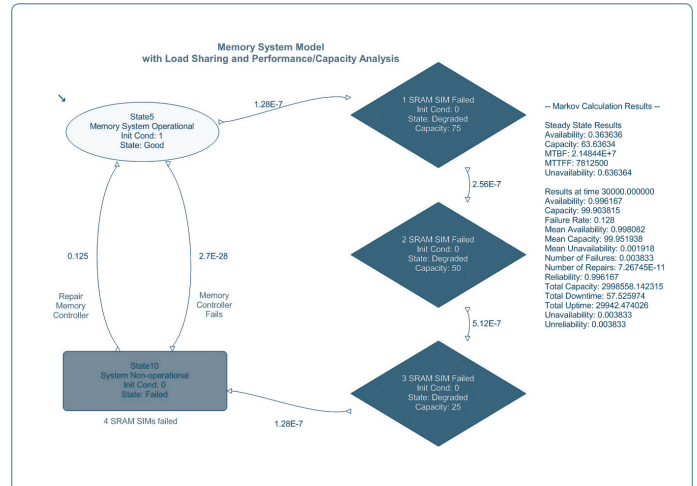 Memory System Model
with Load Sharing and Performance/Capacity Analysis
State5
Memory System Operational
Init Cond: 1
State: Good
1.28E-7
1 SRAM SIM Failed
Init Cond: 0
State: Degraded
Capacity: 75
2.56E-7
2 SRAM SIM Failed
Init Cond: 0
State: Degraded
Capacity: 50
5.12E-7
3 SRAM SIM Failed
Init Cond: 0
State: Degraded
Capacity: 25
1.28E-7
0.125
2.7E-28
Repair
Memory
Controller
Memory
Controller
Fails
State10
System Non-operational
Init Cond: 0
State: Failed
4 SRAM SIMs failed
-- Markov Calculation Results --
Steady State Results
Availability: 0.363636
Capacity: 63.63634
MTBF: 2.14844E+7
MTTFF: 7812500
Unavailability: 0.636364
Results at time 30000.000000
Availability: 0.996167
Capacity: 99.903815
Failure Rate: 0.128
Mean Availability: 0.998082
Mean Capacity: 99.951938
Mean Unavailability: 0.001918
Number of Failures: 0.003833
Number of Repairs: 7.26745E-11
Reliability: 0.996167
Total Capacity: 2998558.142315
Total Downtime: 57.525974
Total Uptime: 29942.474026
Unavailability: 0.003833
Unreliability: 0.003833